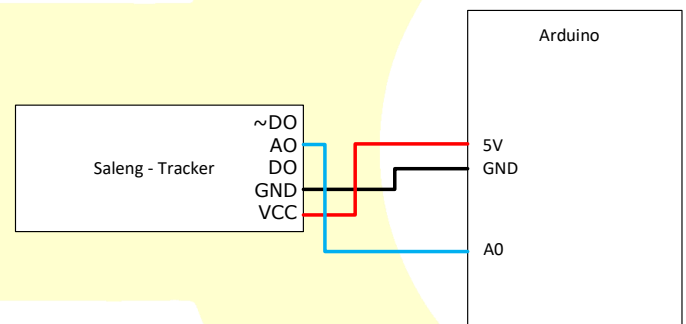 Arduino
~DO
AO
Saleng - Tracker
DO
GND
VCC
5V
GND
A0